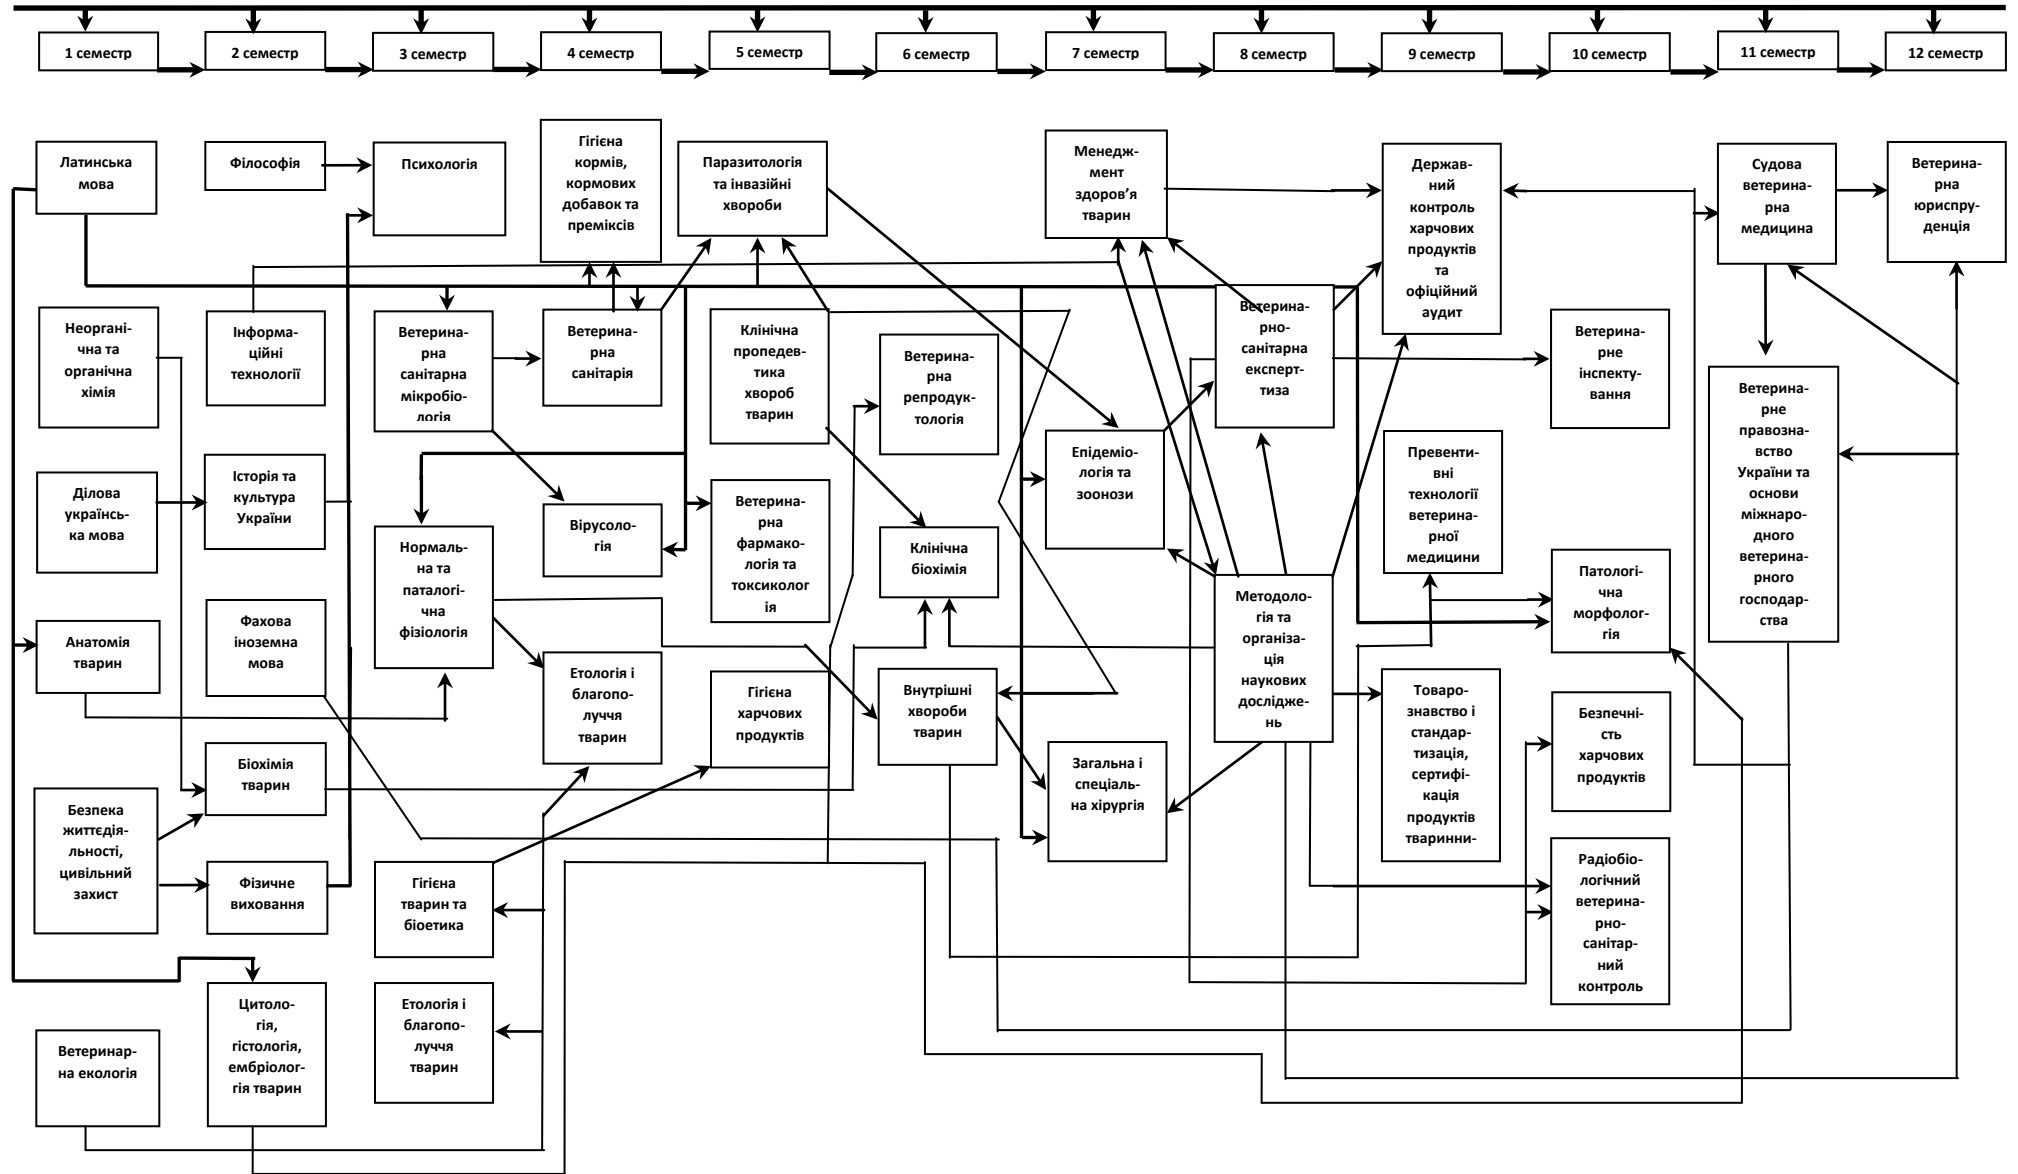 1 семестр
2 семестр
3 семестр
4 семестр
5 семестр
6 семестр
7 семестр
8 семестр
9 семестр
10 семестр
11 семестр
12 семестр
Латинська
мова
Неоргані-
чна та
органічна
хімія
Ділова
українсь-
ка мова
Анатомія
тварин
Безпека
життєдія-
льності,
цивільний
захист
Ветеринар-
на екологія
Філософія
Інформа-
ційні
технології
Історія та
культура
України
Фахова
іноземна
мова
Біохімія
тварин
Фізичне
виховання
Цитоло-
гія,
гістологія,
ембріолог-
гія тварин
Психологія
Ветерина-
рна
санітарна
мікробіо-
логія
Нормаль-
на та
паталогі-
чна
фізіологія
Гігієна
тварин та
біоетика
Етологія і
благопо-
луччя
тварин
Гігієна
кормів,
кормових
добавок та
преміксів
Ветерина-
рна
санітарія
Вірусоло-
гія
Етологія і
благопо-
луччя
тварин
Паразитологія
та інвазійні
хвороби
Клінічна
пропедев-
тика
хвороб
тварин
Ветерина-
рна
фармако-
логія та
токсиколог
ія
Гігієна
харчових
продуктів
Ветерина-
рна
репродук-
тологія
Клінічна
біохімія
Внутрішні
хвороби
тварин
Менедж-
мент
здоров’я
тварин
Епідеміо-
логія та
зоонози
Загальна і
спеціаль-
на хірургія
Ветерина-
рно-
санітарна
експерт-
тиза
Методоло-
гія та
організа-
ція
наукових
досліджe-
нь
Держав-
ний
контроль
харчових
продуктів
та
офіційний
аудит
Превенти-
вні
технології
ветерина-
рної
медицини
Товаро-
знавство і
стандар-
тизація,
сертифі-
кація
продуктів
тваринни-
Ветерина-
рне
інспекту-
вання
Патологі-
чна
морфолог-
гія
Безпечні-
сть
харчових
продуктів
Радіобіо-
логічний
ветерина-
рно-
санітар-
ний
контроль
Судова
ветерина-
рна
медицина
Ветерина-
рне
правозна-
вство
України та
основи
міжнаро-
дного
ветерина-
рного
господар-
ства
Ветерина-
рна
юриспру-
денція